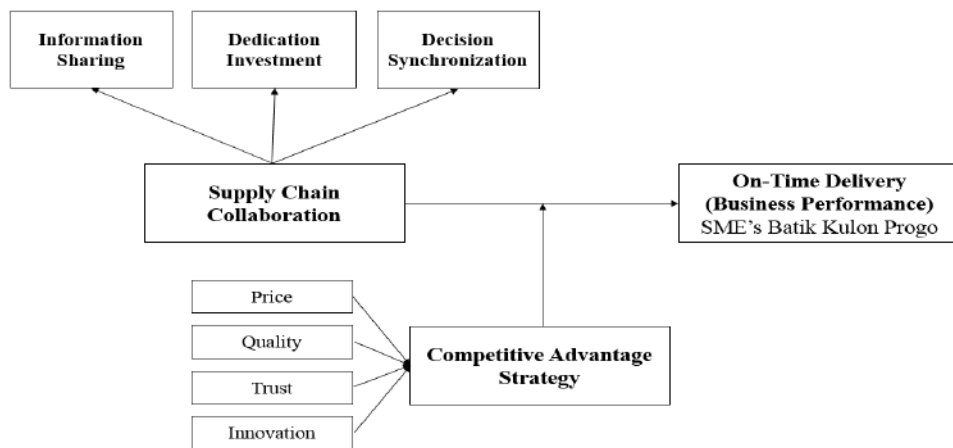 Information
Sharing
Dedication
Investment
Decision
Synchronization
Supply Chain
Collaboration
On-Time Delivery
(Business Performance)
SME's Batik Kulon Progo
Price
Quality
Trust
Innovation
Competitive Advantage
Strategy